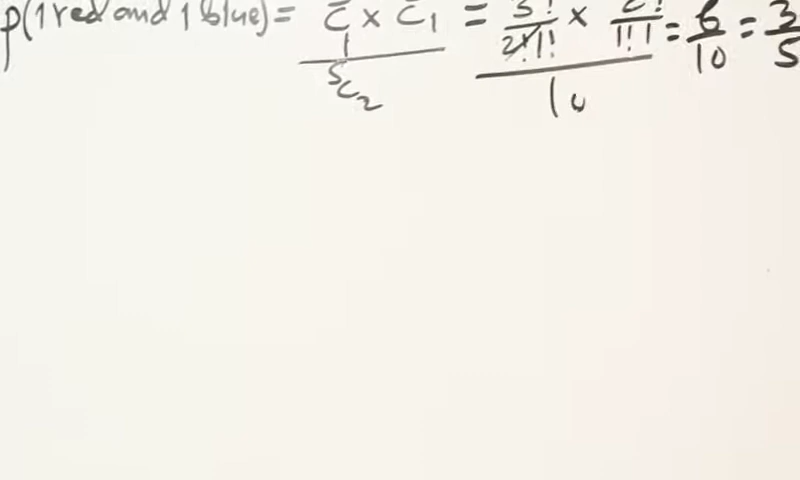 p(1 red and 1 blue) = C₁ × C₁ / ⁵C₂ = 3!/2!1! × 2!/1!1! / 10 = 6/10 = 3/5